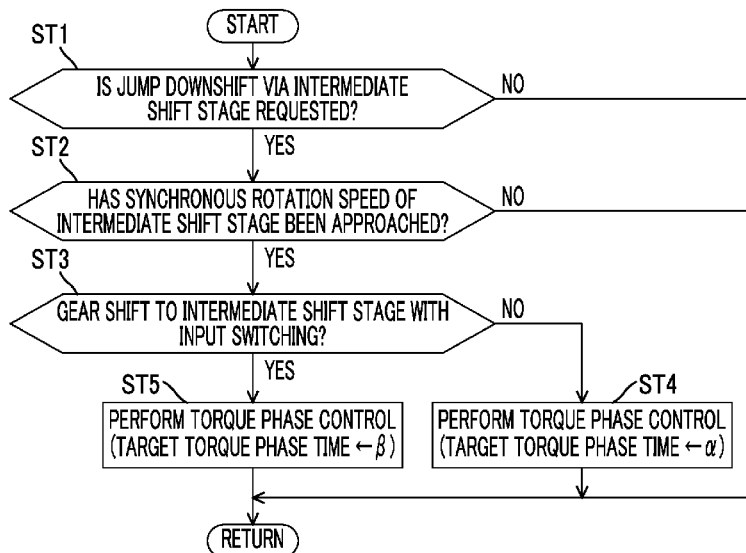 START
ST1
IS JUMP DOWNSHIFT VIA INTERMEDIATE
SHIFT STAGE REQUESTED?
NO
YES
ST2
HAS SYNCHRONOUS ROTATION SPEED OF
INTERMEDIATE SHIFT STAGE BEEN APPROACHED?
NO
YES
ST3
GEAR SHIFT TO INTERMEDIATE SHIFT STAGE WITH
INPUT SWITCHING?
NO
YES
ST5
PERFORM TORQUE PHASE CONTROL
(TARGET TORQUE PHASE TIME ←β)
ST4
PERFORM TORQUE PHASE CONTROL
(TARGET TORQUE PHASE TIME ←α)
RETURN